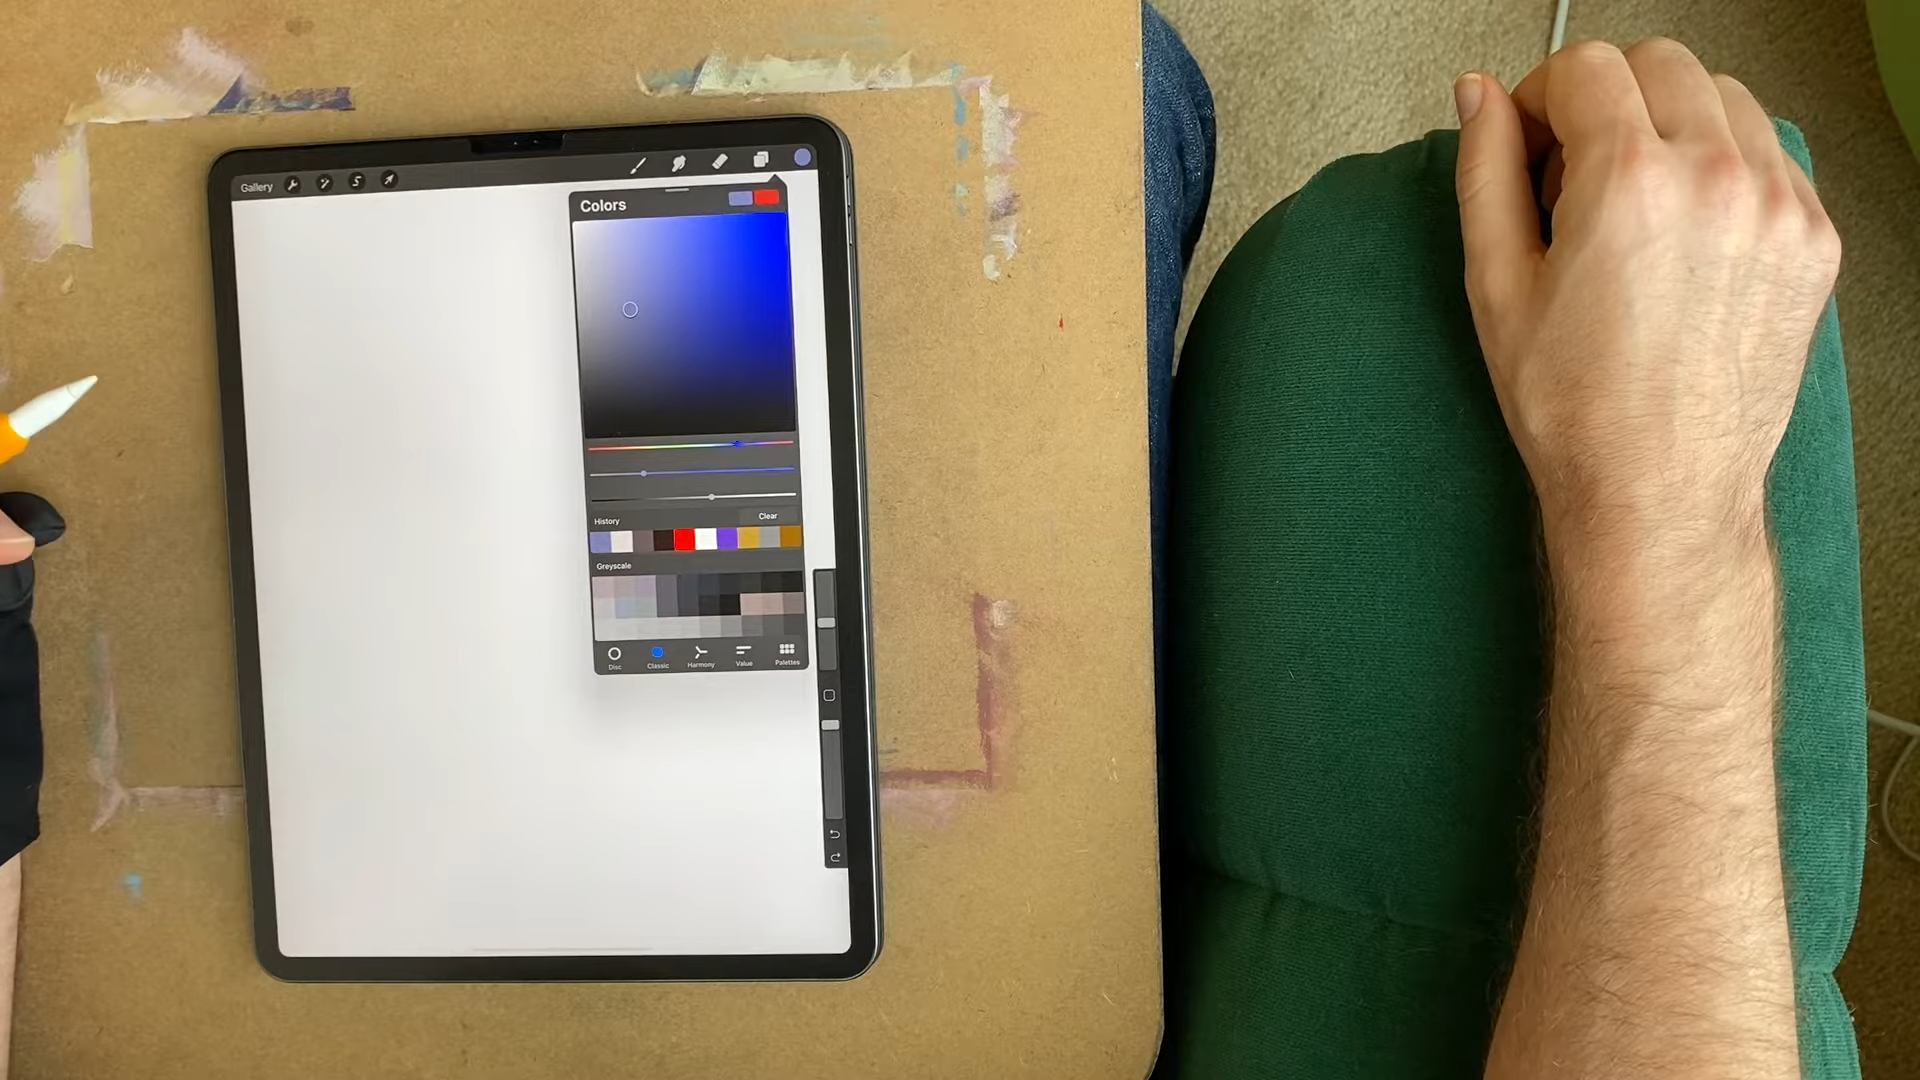 Gallery
Colors
History
Clear
Greyscale
Disc
Classic
Harmony
Value
Palettes